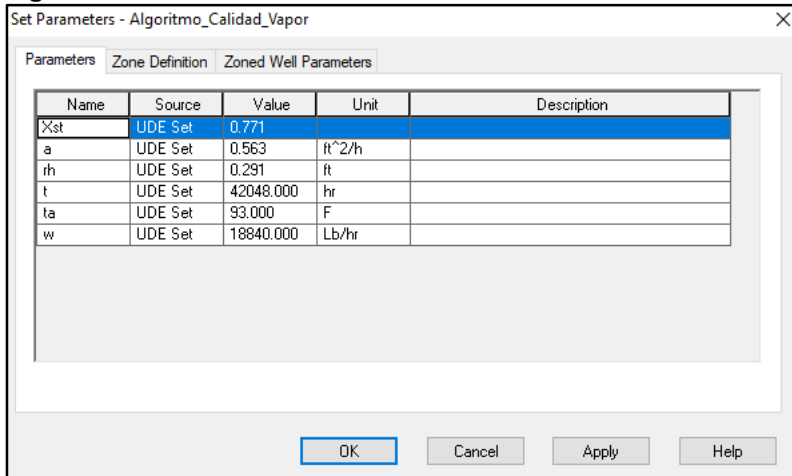 Set Parameters - Algoritmo_Calidad_Vapor
Parameters Zone Definition Zoned Well Parameters
Name Source Value Unit Description
Xst UDE Set 0.771
a UDE Set 0.563 ft^2/h
rh UDE Set 0.291 ft
t UDE Set 42048.000 hr
ta UDE Set 93.000 F
w UDE Set 18840.000 Lb/hr
OK Cancel Apply Help